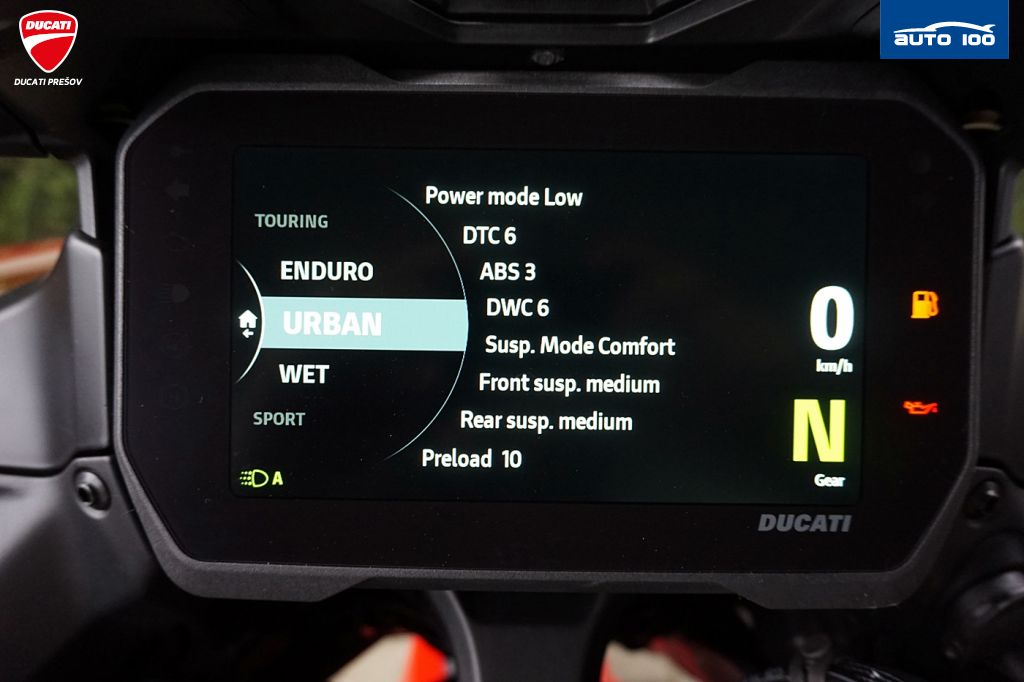 DUCATI
DUCATI PREŠOV
AUTO 100
TOURING
ENDURO
URBAN
WET
SPORT
Power mode Low
DTC 6
ABS 3
DWC 6
Susp. Mode Comfort
Front susp. medium
Rear susp. medium
Preload 10
0
km/h
N
Gear
A
DUCATI